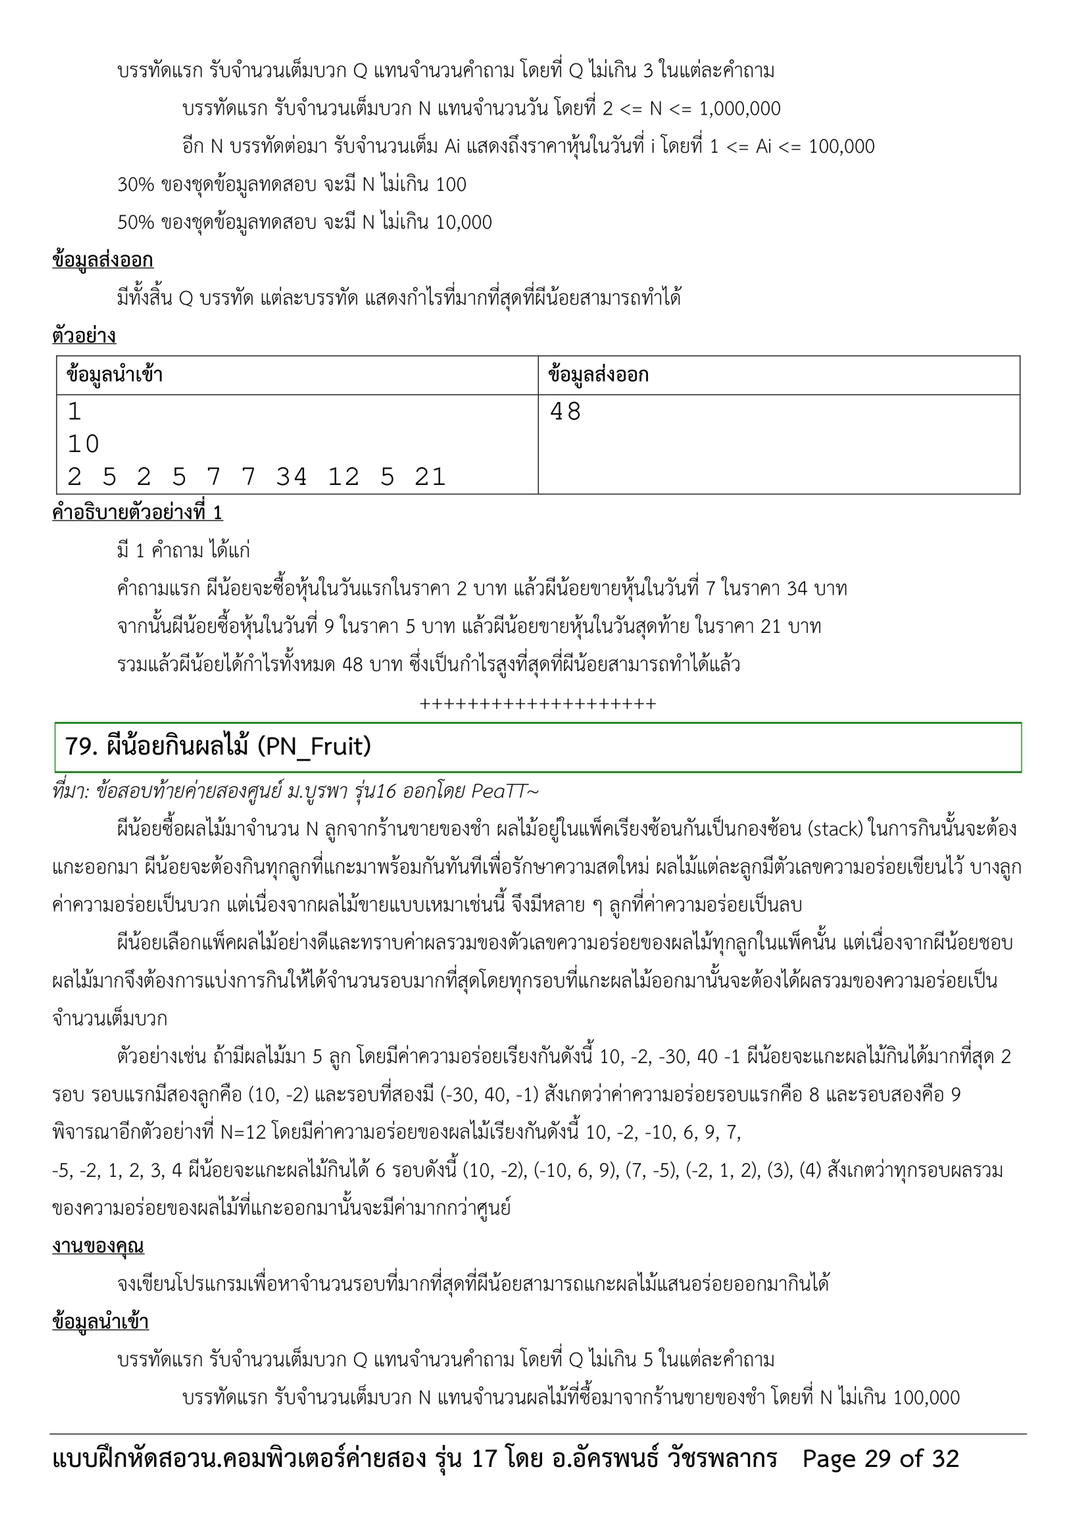 บรรทัดแรก รับจำนวนเต็มบวก Q แทนจำนวนคำถาม โดยที่ Q ไม่เกิน 3 ในแต่ละคำถาม
บรรทัดแรก รับจำนวนเต็มบวก N แทนจำนวนวัน โดยที่ 2 <= N <= 1,000,000
อีก N บรรทัดต่อมา รับจำนวนเต็ม Ai แสดงถึงราคาหุ้นในวันที่ i โดยที่ 1 <= Ai <= 100,000
30% ของชุดข้อมูลทดสอบ จะมี N ไม่เกิน 100
50% ของชุดข้อมูลทดสอบ จะมี N ไม่เกิน 10,000
ข้อมูลส่งออก
มีทั้งสิ้น Q บรรทัด แต่ละบรรทัด แสดงกำไรที่มากที่สุดที่ผีน้อยสามารถทำได้
ตัวอย่าง
ข้อมูลนำเข้า ข้อมูลส่งออก
1 48
10
2 5 2 5 7 7 34 12 5 21
คำอธิบายตัวอย่างที่ 1
มี 1 คำถาม ได้แก่
คำถามแรก ผีน้อยจะซื้อหุ้นในวันแรกในราคา 2 บาท แล้วผีน้อยขายหุ้นในวันที่ 7 ในราคา 34 บาท
จากนั้นผีน้อยซื้อหุ้นในวันที่ 9 ในราคา 5 บาท แล้วผีน้อยขายหุ้นในวันสุดท้าย ในราคา 21 บาท
รวมแล้วผีน้อยได้กำไรทั้งหมด 48 บาท ซึ่งเป็นกำไรสูงที่สุดที่ผีน้อยสามารถทำได้แล้ว
++++++++++++++++++++
79. ผีน้อยกินผลไม้ (PN_Fruit)
ที่มา: ข้อสอบท้ายค่ายสองศูนย์ ม.บูรพา รุ่น16 ออกโดย PeaTT~
ผีน้อยซื้อผลไม้มาจำนวน N ลูกจากร้านขายของชำ ผลไม้อยู่ในแพ็คเรียงซ้อนกันเป็นกองซ้อน (stack) ในการกินนั้นจะต้อง
แกะออกมา ผีน้อยจะต้องกินทุกลูกที่แกะมาพร้อมกันทันทีเพื่อรักษาความสดใหม่ ผลไม้แต่ละลูกมีตัวเลขความอร่อยเขียนไว้ บางลูก
ค่าความอร่อยเป็นบวก แต่เนื่องจากผลไม้ขายแบบเหมาเช่นนี้ จึงมีหลาย ๆ ลูกที่ค่าความอร่อยเป็นลบ
ผีน้อยเลือกแพ็คผลไม้อย่างดีและทราบค่าผลรวมของตัวเลขความอร่อยของผลไม้ทุกลูกในแพ็คนั้น แต่เนื่องจากผีน้อยชอบ
ผลไม้มากจึงต้องการแบ่งการกินให้ได้จำนวนรอบมากที่สุดโดยทุกรอบที่แกะผลไม้ออกมานั้นจะต้องได้ผลรวมของความอร่อยเป็น
จำนวนเต็มบวก
ตัวอย่างเช่น ถ้ามีผลไม้มา 5 ลูก โดยมีค่าความอร่อยเรียงกันดังนี้ 10, -2, -30, 40 -1 ผีน้อยจะแกะผลไม้กินได้มากที่สุด 2
รอบ รอบแรกมีสองลูกคือ (10, -2) และรอบที่สองมี (-30, 40, -1) สังเกตว่าค่าความอร่อยรอบแรกคือ 8 และรอบสองคือ 9
พิจารณาอีกตัวอย่างที่ N=12 โดยมีค่าความอร่อยของผลไม้เรียงกันดังนี้ 10, -2, -10, 6, 9, 7,
-5, -2, 1, 2, 3, 4 ผีน้อยจะแกะผลไม้กินได้ 6 รอบดังนี้ (10, -2), (-10, 6, 9), (7, -5), (-2, 1, 2), (3), (4) สังเกตว่าทุกรอบผลรวม
ของความอร่อยของผลไม้ที่แกะออกมานั้นจะมีค่ามากกว่าศูนย์
งานของคุณ
จงเขียนโปรแกรมเพื่อหาจำนวนรอบที่มากที่สุดที่ผีน้อยสามารถแกะผลไม้แสนอร่อยออกมากินได้
ข้อมูลนำเข้า
บรรทัดแรก รับจำนวนเต็มบวก Q แทนจำนวนคำถาม โดยที่ Q ไม่เกิน 5 ในแต่ละคำถาม
บรรทัดแรก รับจำนวนเต็มบวก N แทนจำนวนผลไม้ที่ซื้อมาจากร้านขายของชำ โดยที่ N ไม่เกิน 100,000
แบบฝึกหัดสอวน.คอมพิวเตอร์ค่ายสอง รุ่น 17 โดย อ.อัครพนธ์ วัชรพลากร Page 29 of 32